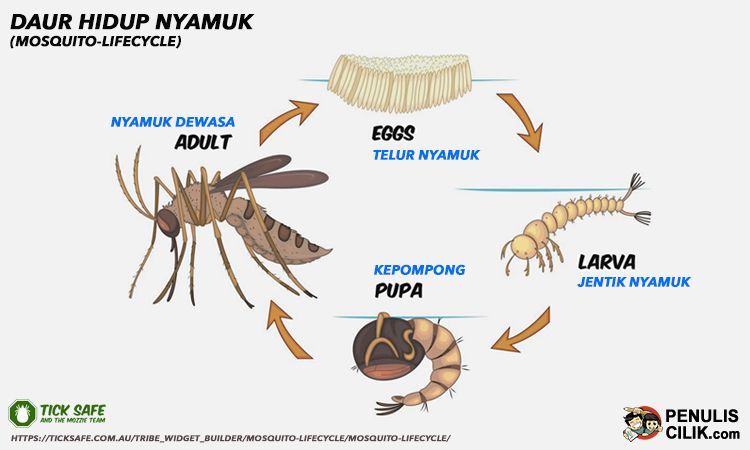 DAUR HIDUP NYAMUK
(MOSQUITO-LIFECYCLE)
NYAMUK DEWASA
ADULT
EGGS
TELUR NYAMUK
LARVA
JENTIK NYAMUK
KEPOMPONG
PUPA
TICK SAFE
AND THE MOZZIE TEAM
HTTPS://TICKSAFE.COM.AU/TRIBE_WIDGET_BUILDER/MOSQUITO-LIFECYCLE/MOSQUITO-LIFECYCLE/
PENULIS
CILIK.com